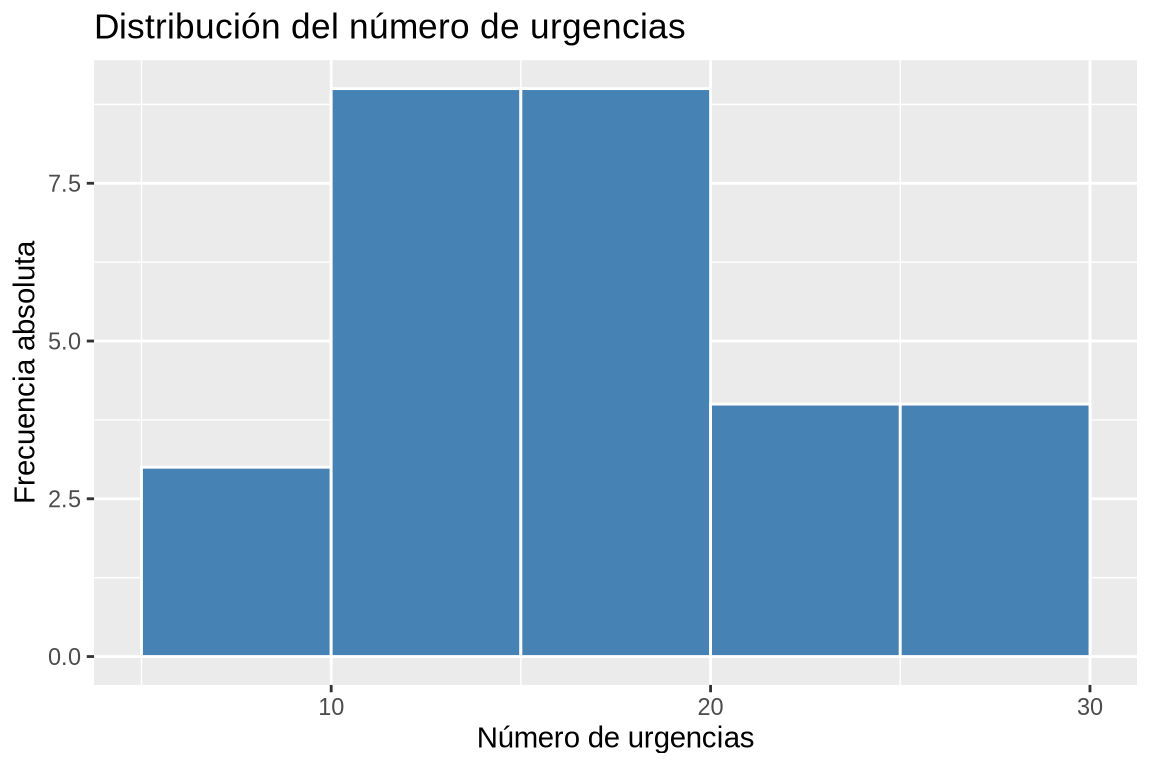 Distribución del número de urgencias
Frecuencia absoluta
7.5
5.0
2.5
0.0
10 20 30
Número de urgencias